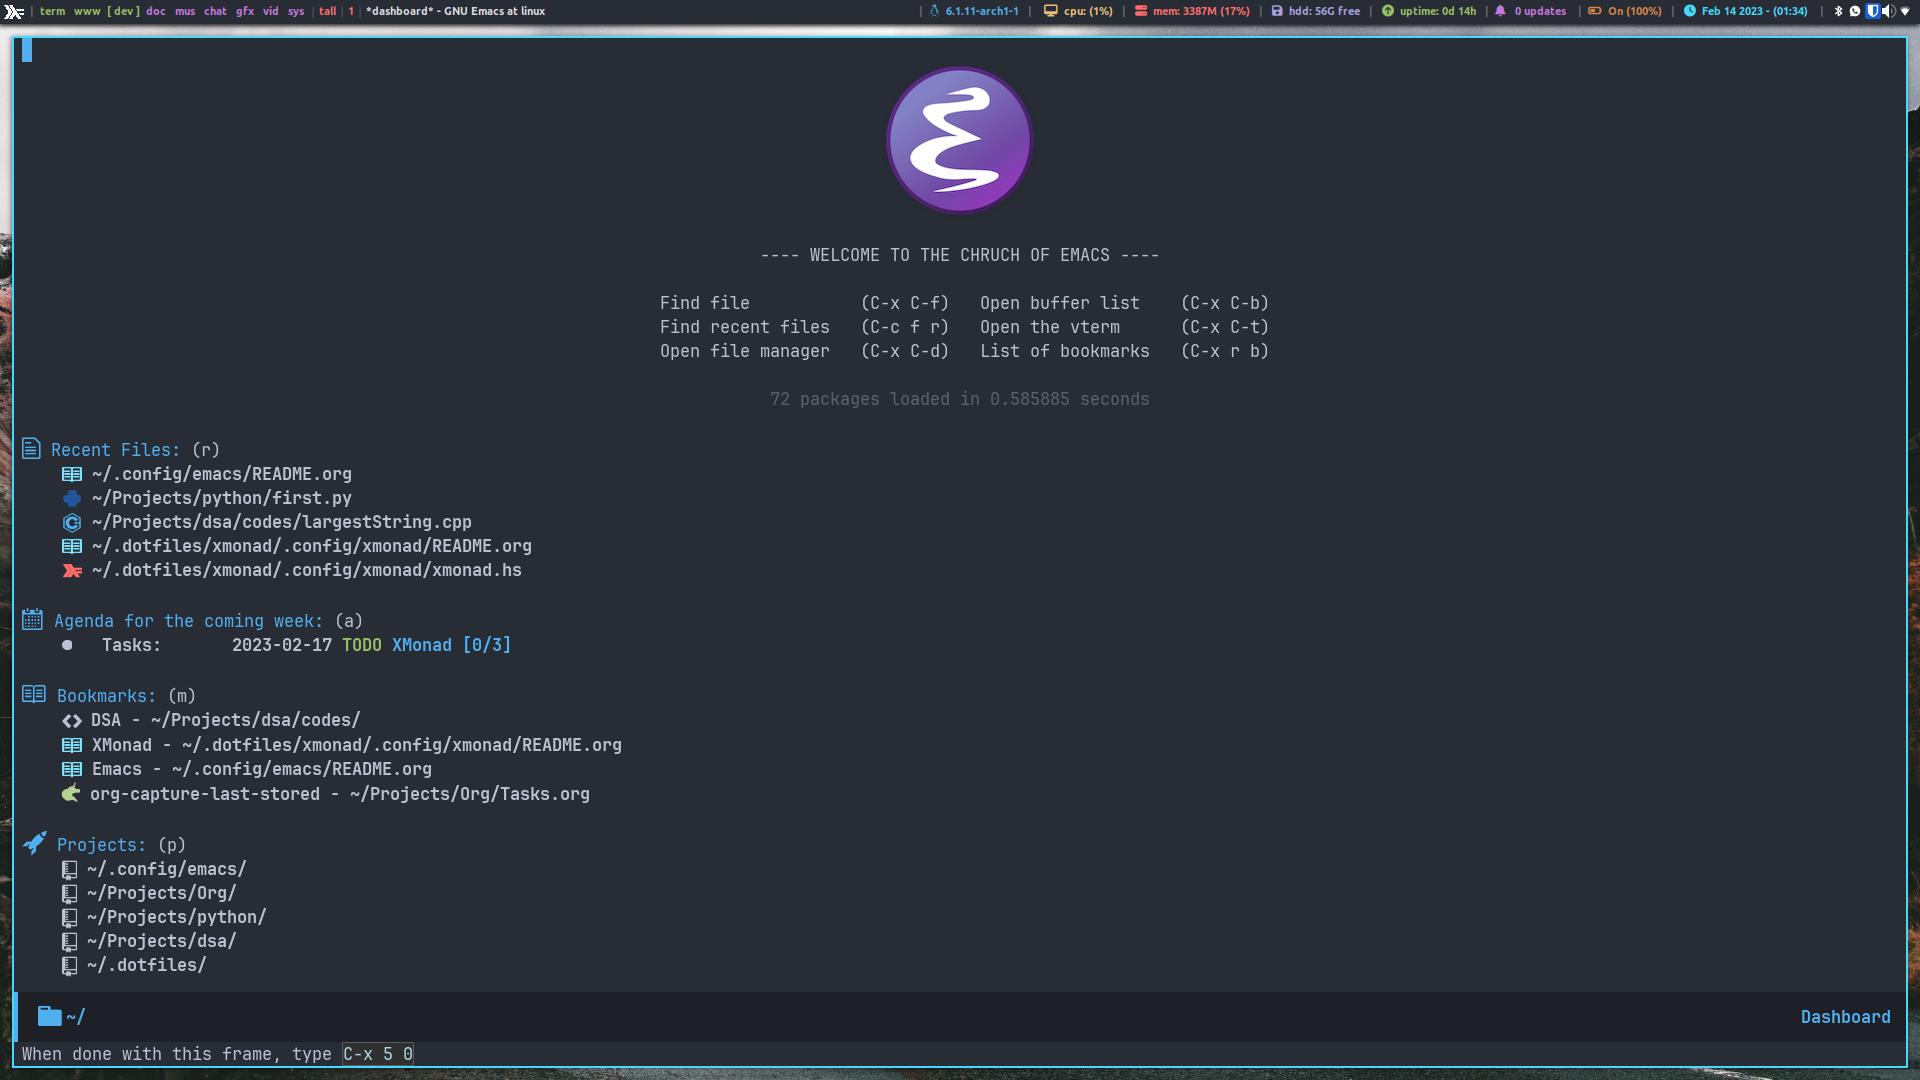 term www [ dev ] doc mus chat gfx vid sys | tall | 1 | *dashboard* - GNU Emacs at linux | 6.1.11-arch1-1 | cpu: (1%) | mem: 3387M (17%) | hdd: 56G free | uptime: 0d 14h | 0 updates | On (100%) | Feb 14 2023 - (01:34) |
---- WELCOME TO THE CHRUCH OF EMACS ----
Find file (C-x C-f) Open buffer list (C-x C-b)
Find recent files (C-c f r) Open the vterm (C-x C-t)
Open file manager (C-x C-d) List of bookmarks (C-x r b)
72 packages loaded in 0.585885 seconds
Recent Files: (r)
~/.config/emacs/README.org
~/Projects/python/first.py
~/Projects/dsa/codes/largestString.cpp
~/.dotfiles/xmonad/.config/xmonad/README.org
~/.dotfiles/xmonad/.config/xmonad/xmonad.hs
Agenda for the coming week: (a)
Tasks: 2023-02-17 TODO XMonad [0/3]
Bookmarks: (m)
DSA - ~/Projects/dsa/codes/
XMonad - ~/.dotfiles/xmonad/.config/xmonad/README.org
Emacs - ~/.config/emacs/README.org
org-capture-last-stored - ~/Projects/Org/Tasks.org
Projects: (p)
~/.config/emacs/
~/Projects/Org/
~/Projects/python/
~/Projects/dsa/
~/.dotfiles/
~/ Dashboard
When done with this frame, type C-x 5 0